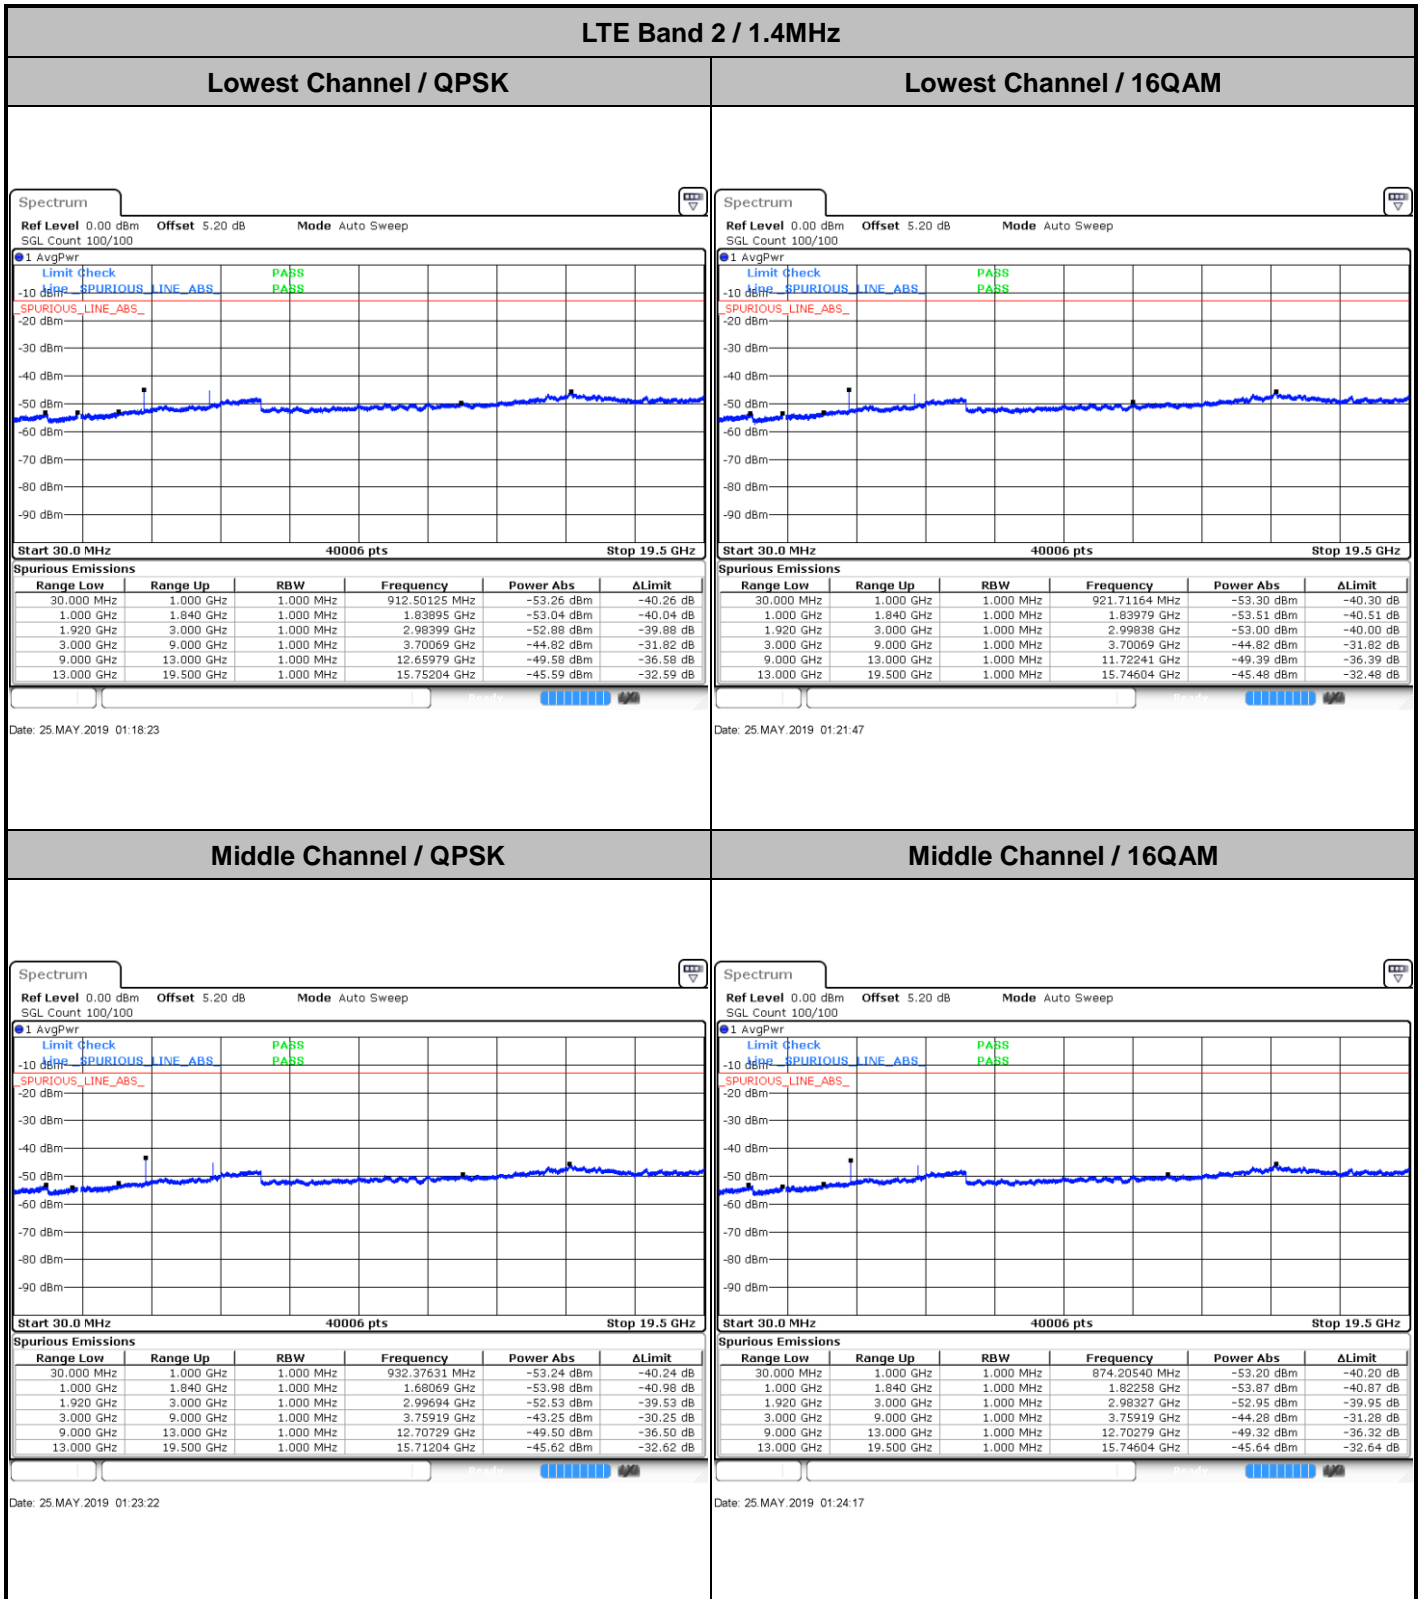 LTE Band 2 / 1.4MHz
Lowest Channel / QPSK
Lowest Channel / 16QAM
Spectrum
Ref Level 0.00 dBm Offset 5.20 dB Mode Auto Sweep
SGL Count 100/100
1 AvgPwr
Limit Check PASS
Line _SPURIOUS_LINE_ABS_ PASS
-10 dBm
_SPURIOUS_LINE_ABS_
-20 dBm
-30 dBm
-40 dBm
-50 dBm
-60 dBm
-70 dBm
-80 dBm
-90 dBm
Start 30.0 MHz 40006 pts Stop 19.5 GHz
Spurious Emissions
Range Low Range Up RBW Frequency Power Abs ΔLimit
30.000 MHz 1.000 GHz 1.000 MHz 912.50125 MHz -53.26 dBm -40.26 dB
1.000 GHz 1.840 GHz 1.000 MHz 1.83895 GHz -53.04 dBm -40.04 dB
1.920 GHz 3.000 GHz 1.000 MHz 2.98399 GHz -52.88 dBm -39.88 dB
3.000 GHz 9.000 GHz 1.000 MHz 3.70069 GHz -44.82 dBm -31.82 dB
9.000 GHz 13.000 GHz 1.000 MHz 12.65979 GHz -49.58 dBm -36.58 dB
13.000 GHz 19.500 GHz 1.000 MHz 15.75204 GHz -45.59 dBm -32.59 dB
Ready
Date: 25.MAY.2019 01:18:23
Spectrum
Ref Level 0.00 dBm Offset 5.20 dB Mode Auto Sweep
SGL Count 100/100
1 AvgPwr
Limit Check PASS
Line _SPURIOUS_LINE_ABS_ PASS
-10 dBm
_SPURIOUS_LINE_ABS_
-20 dBm
-30 dBm
-40 dBm
-50 dBm
-60 dBm
-70 dBm
-80 dBm
-90 dBm
Start 30.0 MHz 40006 pts Stop 19.5 GHz
Spurious Emissions
Range Low Range Up RBW Frequency Power Abs ΔLimit
30.000 MHz 1.000 GHz 1.000 MHz 921.71164 MHz -53.30 dBm -40.30 dB
1.000 GHz 1.840 GHz 1.000 MHz 1.83979 GHz -53.51 dBm -40.51 dB
1.920 GHz 3.000 GHz 1.000 MHz 2.99838 GHz -53.00 dBm -40.00 dB
3.000 GHz 9.000 GHz 1.000 MHz 3.70069 GHz -44.82 dBm -31.82 dB
9.000 GHz 13.000 GHz 1.000 MHz 11.72241 GHz -49.39 dBm -36.39 dB
13.000 GHz 19.500 GHz 1.000 MHz 15.74604 GHz -45.48 dBm -32.48 dB
Ready
Date: 25.MAY.2019 01:21:47
Middle Channel / QPSK
Middle Channel / 16QAM
Spectrum
Ref Level 0.00 dBm Offset 5.20 dB Mode Auto Sweep
SGL Count 100/100
1 AvgPwr
Limit Check PASS
Line _SPURIOUS_LINE_ABS_ PASS
-10 dBm
_SPURIOUS_LINE_ABS_
-20 dBm
-30 dBm
-40 dBm
-50 dBm
-60 dBm
-70 dBm
-80 dBm
-90 dBm
Start 30.0 MHz 40006 pts Stop 19.5 GHz
Spurious Emissions
Range Low Range Up RBW Frequency Power Abs ΔLimit
30.000 MHz 1.000 GHz 1.000 MHz 932.37631 MHz -53.24 dBm -40.24 dB
1.000 GHz 1.840 GHz 1.000 MHz 1.68069 GHz -53.98 dBm -40.98 dB
1.920 GHz 3.000 GHz 1.000 MHz 2.99694 GHz -52.53 dBm -39.53 dB
3.000 GHz 9.000 GHz 1.000 MHz 3.75919 GHz -43.25 dBm -30.25 dB
9.000 GHz 13.000 GHz 1.000 MHz 12.70729 GHz -49.50 dBm -36.50 dB
13.000 GHz 19.500 GHz 1.000 MHz 15.71204 GHz -45.62 dBm -32.62 dB
Ready
Date: 25.MAY.2019 01:23:22
Spectrum
Ref Level 0.00 dBm Offset 5.20 dB Mode Auto Sweep
SGL Count 100/100
1 AvgPwr
Limit Check PASS
Line _SPURIOUS_LINE_ABS_ PASS
-10 dBm
_SPURIOUS_LINE_ABS_
-20 dBm
-30 dBm
-40 dBm
-50 dBm
-60 dBm
-70 dBm
-80 dBm
-90 dBm
Start 30.0 MHz 40006 pts Stop 19.5 GHz
Spurious Emissions
Range Low Range Up RBW Frequency Power Abs ΔLimit
30.000 MHz 1.000 GHz 1.000 MHz 874.20540 MHz -53.20 dBm -40.20 dB
1.000 GHz 1.840 GHz 1.000 MHz 1.82258 GHz -53.87 dBm -40.87 dB
1.920 GHz 3.000 GHz 1.000 MHz 2.98327 GHz -52.95 dBm -39.95 dB
3.000 GHz 9.000 GHz 1.000 MHz 3.75919 GHz -44.28 dBm -31.28 dB
9.000 GHz 13.000 GHz 1.000 MHz 12.70279 GHz -49.32 dBm -36.32 dB
13.000 GHz 19.500 GHz 1.000 MHz 15.74604 GHz -45.64 dBm -32.64 dB
Ready
Date: 25.MAY.2019 01:24:17